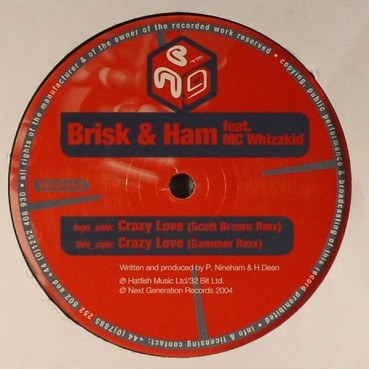 Brisk & Ham feat.
MC Whizzkid
logo_side: Crazy Love (Scott Brown Rmx)
this_side: Crazy Love (Gammer Rmx)
Written and produced by P. Nineham & H.Dean
℗ Hatfish Music Ltd/32 Bit Ltd.
© Next Generation Records 2004
all rights of the manufacturer & of the owner of the recorded work reserved • copying, public performance & broadcasting of this record prohibited • info & licensing contact: +44 (0)7885 252 802 and +44 (0)1252 408 930 •